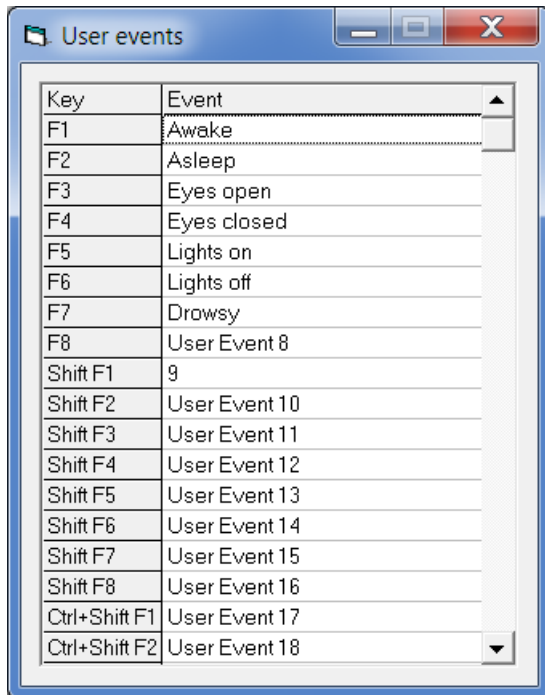 User events
Key Event
F1 Awake
F2 Asleep
F3 Eyes open
F4 Eyes closed
F5 Lights on
F6 Lights off
F7 Drowsy
F8 User Event 8
Shift F1 9
Shift F2 User Event 10
Shift F3 User Event 11
Shift F4 User Event 12
Shift F5 User Event 13
Shift F6 User Event 14
Shift F7 User Event 15
Shift F8 User Event 16
Ctrl+Shift F1 User Event 17
Ctrl+Shift F2 User Event 18